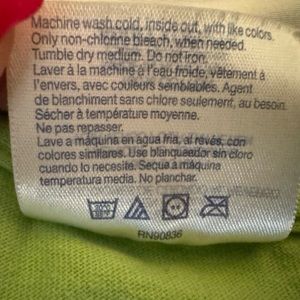 Machine wash cold, inside out, with like colors.
Only non-chlorine bleach, when needed.
Tumble dry medium. Do not iron.
Laver à la machine à l'eau froide, vêtement à
l'envers, avec couleurs semblables. Agent
de blanchiment sans chlore seulement, au besoin.
Sécher à température moyenne.
Ne pas repasser.
Lave a máquina en agua fria, al revés, con
colores similares. Use blanqueador sin cloro
cuando lo necesite. Seque a máquina
temperatura media. No planchar.
RN90836